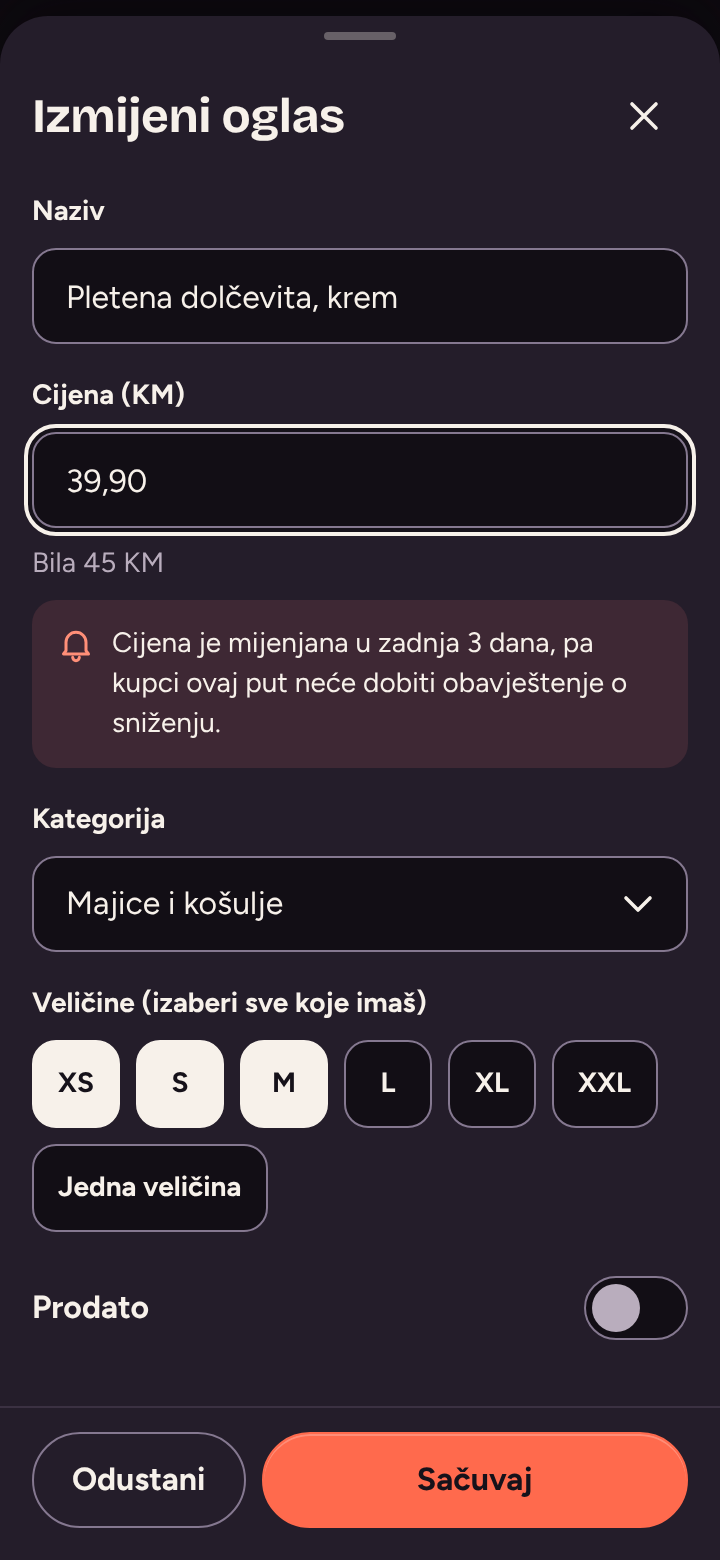 Izmijeni oglas
Naziv
Pletena dolčevita, krem
Cijena (KM)
39,90
Bila 45 KM
Cijena je mijenjana u zadnja 3 dana, pa
kupci ovaj put neće dobiti obavještenje o
sniženju.
Kategorija
Majice i košulje
Veličine (izaberi sve koje imaš)
XS S M L XL XXL
Jedna veličina
Prodato
Odustani Sačuvaj